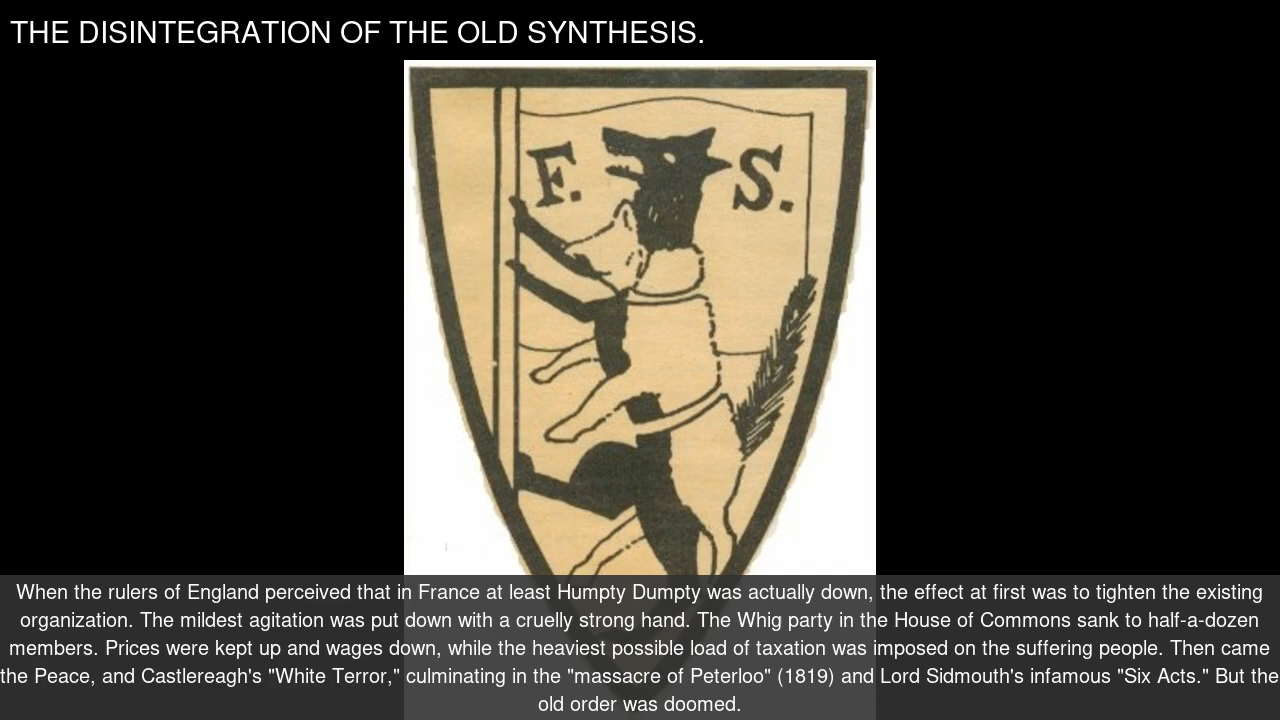 THE DISINTEGRATION OF THE OLD SYNTHESIS.
F. S.
When the rulers of England perceived that in France at least Humpty Dumpty was actually down, the effect at first was to tighten the existing
organization. The mildest agitation was put down with a cruelly strong hand. The Whig party in the House of Commons sank to half-a-dozen
members. Prices were kept up and wages down, while the heaviest possible load of taxation was imposed on the suffering people. Then came
the Peace, and Castlereagh's "White Terror," culminating in the "massacre of Peterloo" (1819) and Lord Sidmouth's infamous "Six Acts." But the
old order was doomed.